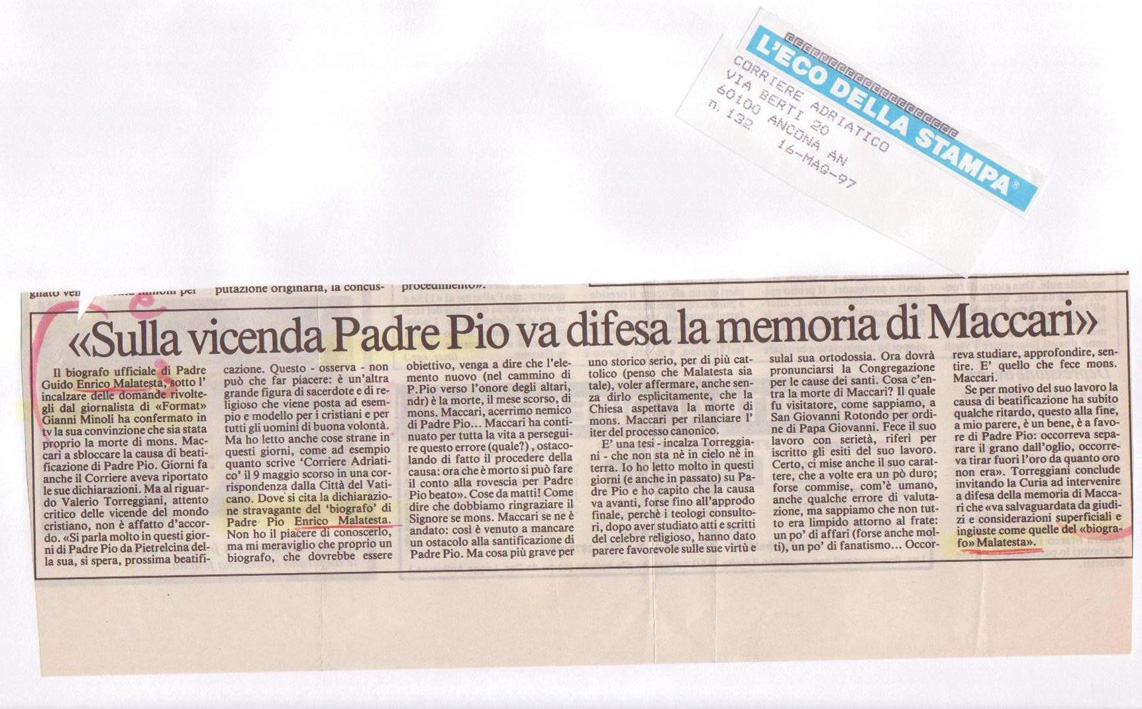 L'ECO DELLA STAMPA®
CORRIERE ADRIATICO
VIA BERTI 20
60100 ANCONA AN
n. 132
16-MAG-97
per
putazione originaria, la concus-
procedimento».
«Sulla vicenda Padre Pio va difesa la memoria di Maccari»
Il biografo ufficiale di Padre
Guido Enrico Malatesta, sotto l'
incalzare delle domande rivolte-
gli dal giornalista di «Format»
Gianni Minoli ha confermato in
tv la sua convinzione che sia stata
proprio la morte di mons. Mac-
cari a sbloccare la causa di beati-
ficazione di Padre Pio. Giorni fa
anche il Corriere aveva riportato
le sue dichiarazioni. Ma al riguar-
do Valerio Torreggiani, attento
critico delle vicende del mondo
cristiano, non è affatto d'accor-
do. «Si parla molto in questi gior-
ni di Padre Pio da Pietrelcina del-
la sua, si spera, prossima beatifi-
cazione. Questo - osserva - non
può che far piacere: è un'altra
grande figura di sacerdote e di re-
ligioso che viene posta ad esem-
pio e modello per i cristiani e per
tutti gli uomini di buona volontà.
Ma ho letto anche cose strane in
questi giorni, come ad esempio
quanto scrive 'Corriere Adriati-
co' il 9 maggio scorso in una cor-
rispondenza dalla Città del Vati-
cano. Dove si cita la dichiarazio-
ne stravagante del 'biografo' di
Padre Pio Enrico Malatesta.
Non ho il piacere di conoscerlo,
ma mi meraviglio che proprio un
biografo, che dovrebbe essere
obiettivo, venga a dire che l'ele-
mento nuovo (nel cammino di
P.Pio verso l'onore degli altari,
ndr) è la morte, il mese scorso, di
mons. Maccari, acerrimo nemico
di Padre Pio... Maccari ha conti-
nuato per tutta la vita a persegui-
re questo errore (quale?) , ostaco-
lando di fatto il procedere della
causa: ora che è morto si può fare
il conto alla rovescia per Padre
Pio beato». Cose da matti! Come
dire che dobbiamo ringraziare il
Signore se mons. Maccari se ne è
andato: così è venuto a mancare
un ostacolo alla santificazione di
Padre Pio. Ma cosa più grave per
uno storico serio, per di più cat-
tolico (penso che Malatesta sia
tale), voler affermare, anche sen-
za dirlo esplicitamente, che la
Chiesa aspettava la morte di
mons. Maccari per rilanciare l'
iter del processo canonico.
E' una tesi - incalza Torreggia-
ni - che non sta nè in cielo nè in
terra. Io ho letto molto in questi
giorni (e anche in passato) su Pa-
dre Pio e ho capito che la causa
va avanti, forse fino all'approdo
finale, perchè i teologi consulto-
ri, dopo aver studiato atti e scritti
del celebre religioso, hanno dato
parere favorevole sulle sue virtù e
sulal sua ortodossia. Ora dovrà
pronunciarsi la Congregazione
per le cause dei santi. Cosa c'en-
tra la morte di Maccari? Il quale
fu visitatore, come sappiamo, a
San Giovanni Rotondo per ordi-
ne di Papa Giovanni. Fece il suo
lavoro con serietà, riferì per
iscritto gli esiti del suo lavoro.
Certo, ci mise anche il suo carat-
tere, che a volte era un pò duro;
forse commise, com'è umano,
anche qualche errore di valuta-
zione, ma sappiamo che non tut-
to era limpido attorno al frate:
un po' di affari (forse anche mol-
ti), un po' di fanatismo... Occor-
reva studiare, approfondire, sen-
tire. E' quello che fece mons.
Maccari.
Se per motivo del suo lavoro la
causa di beatificazione ha subito
qualche ritardo, questo alla fine,
a mio parere, è un bene, è a favo-
re di Padre Pio: occorreva sepa-
rare il grano dall'oglio, occorre-
va tirar fuori l'oro da quanto oro
non era». Torreggiani conclude
invitando la Curia ad intervenire
a difesa della memoria di Macca-
ri che «va salvaguardata da giudi-
zi e considerazioni superficiali e
ingiuste come quelle del «biogra-
fo» Malatesta».